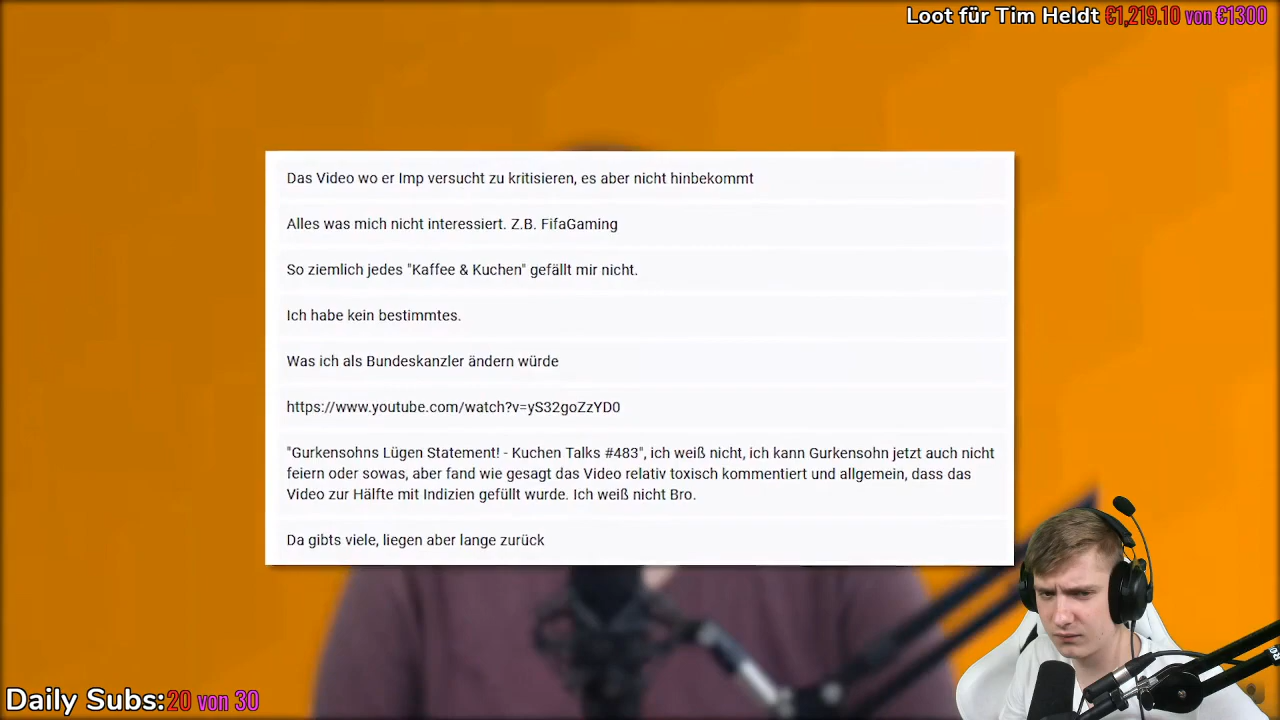 Loot für Tim Heldt €1,219.10 von €1300
Das Video wo er Imp versucht zu kritisieren, es aber nicht hinbekommt
Alles was mich nicht interessiert. Z.B. FifaGaming
So ziemlich jedes "Kaffee & Kuchen" gefällt mir nicht.
Ich habe kein bestimmtes.
Was ich als Bundeskanzler ändern würde
https://www.youtube.com/watch?v=yS32goZzYD0
"Gurkensohns Lügen Statement! - Kuchen Talks #483", ich weiß nicht, ich kann Gurkensohn jetzt auch nicht
feiern oder sowas, aber fand wie gesagt das Video relativ toxisch kommentiert und allgemein, dass das
Video zur Hälfte mit Indizien gefüllt wurde. Ich weiß nicht Bro.
Da gibts viele, liegen aber lange zurück
Daily Subs:20 von 30